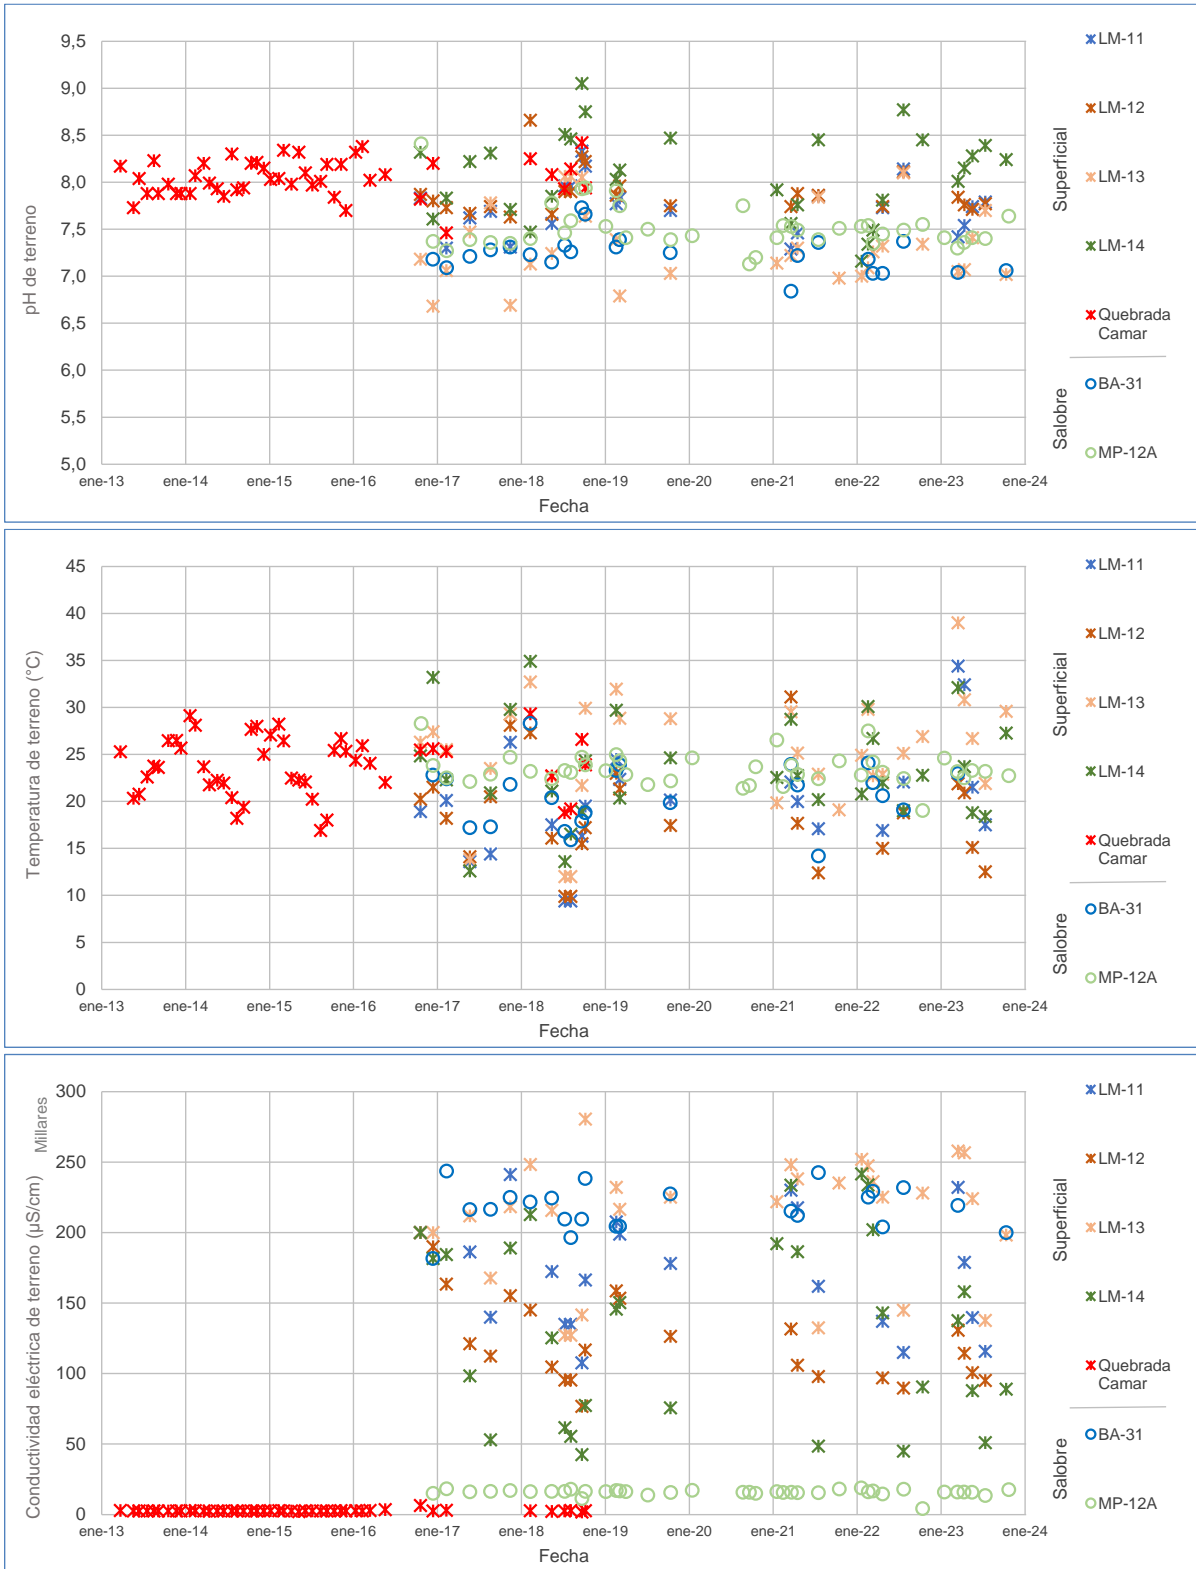 9,5
9,0
8,5
8,0
7,5
7,0
6,5
6,0
5,5
5,0
pH de terreno
ene-13 ene-14 ene-15 ene-16 ene-17 ene-18 ene-19 ene-20 ene-21 ene-22 ene-23 ene-24
Fecha
LM-11
LM-12
LM-13
LM-14
Quebrada
Camar
BA-31
MP-12A
Superficial
Salobre
45
40
35
30
25
20
15
10
5
0
Temperatura de terreno (°C)
ene-13 ene-14 ene-15 ene-16 ene-17 ene-18 ene-19 ene-20 ene-21 ene-22 ene-23 ene-24
Fecha
LM-11
LM-12
LM-13
LM-14
Quebrada
Camar
BA-31
MP-12A
Superficial
Salobre
300
250
200
150
100
50
0
Conductividad eléctrica de terreno (µS/cm)
Millares
ene-13 ene-14 ene-15 ene-16 ene-17 ene-18 ene-19 ene-20 ene-21 ene-22 ene-23 ene-24
Fecha
LM-11
LM-12
LM-13
LM-14
Quebrada
Camar
BA-31
MP-12A
Superficial
Salobre